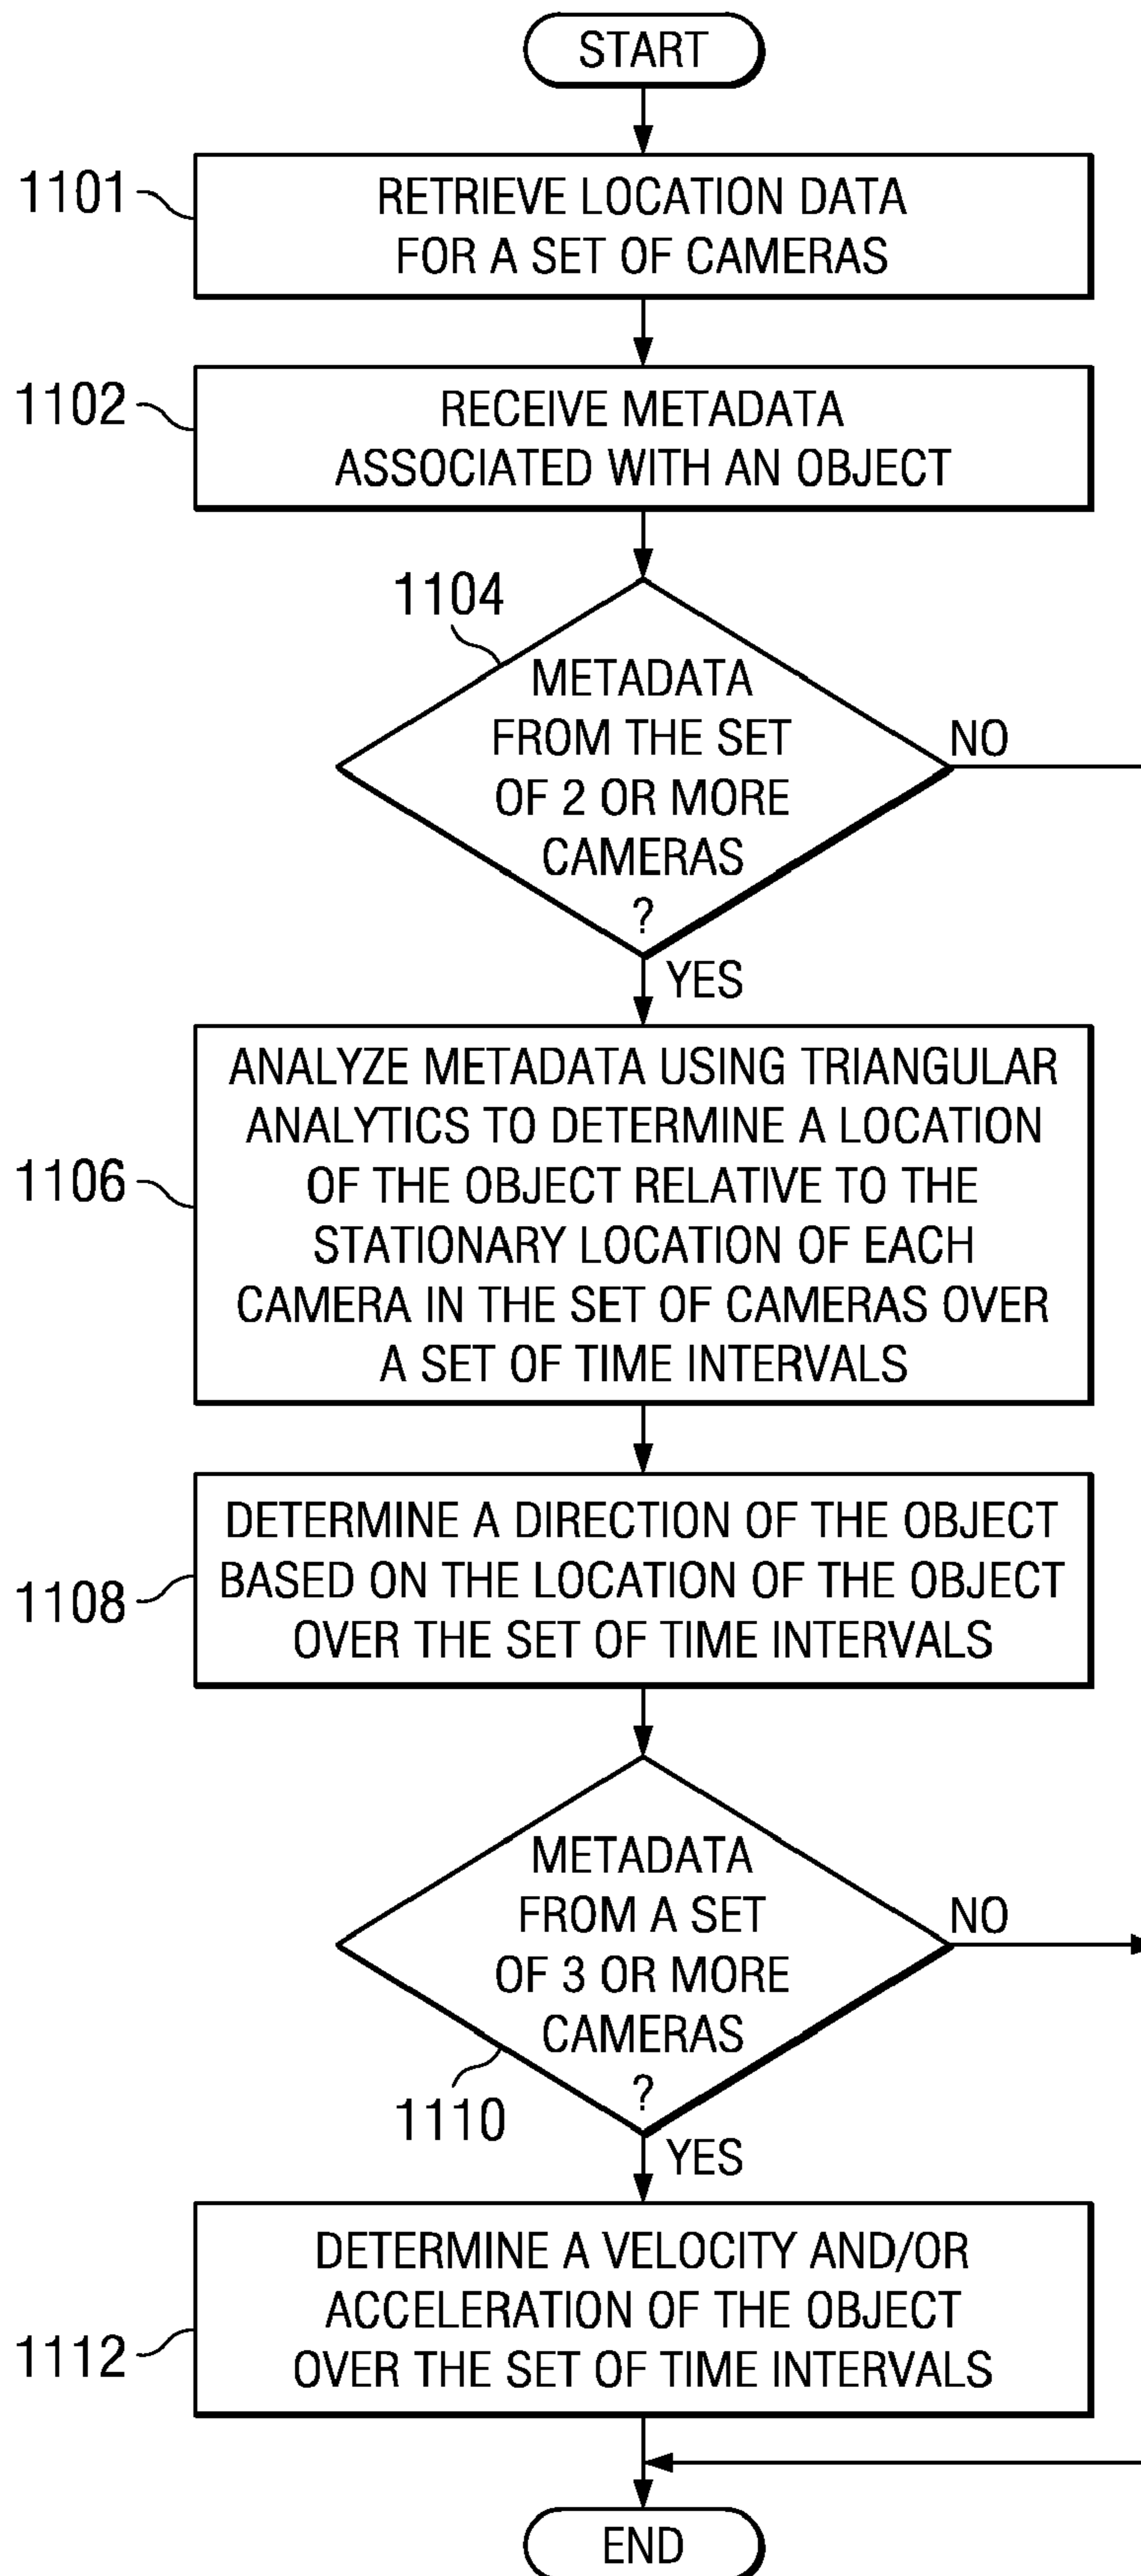 START
1101
RETRIEVE LOCATION DATA
FOR A SET OF CAMERAS
1102
RECEIVE METADATA
ASSOCIATED WITH AN OBJECT
1104
METADATA
FROM THE SET
OF 2 OR MORE
CAMERAS
?
NO
YES
1106
ANALYZE METADATA USING TRIANGULAR
ANALYTICS TO DETERMINE A LOCATION
OF THE OBJECT RELATIVE TO THE
STATIONARY LOCATION OF EACH
CAMERA IN THE SET OF CAMERAS OVER
A SET OF TIME INTERVALS
1108
DETERMINE A DIRECTION OF THE OBJECT
BASED ON THE LOCATION OF THE OBJECT
OVER THE SET OF TIME INTERVALS
METADATA
FROM A SET
OF 3 OR MORE
CAMERAS
?
NO
1110
YES
1112
DETERMINE A VELOCITY AND/OR
ACCELERATION OF THE OBJECT
OVER THE SET OF TIME INTERVALS
END